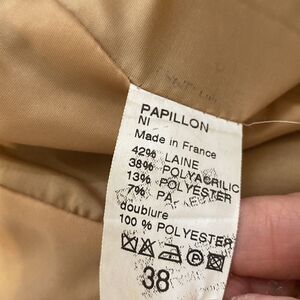 PAPILLON
NI
Made in France
42% LAINE
38% POLYACRILIC
13% POLYESTER
7% PA
doublure
100 % POLYESTER
38